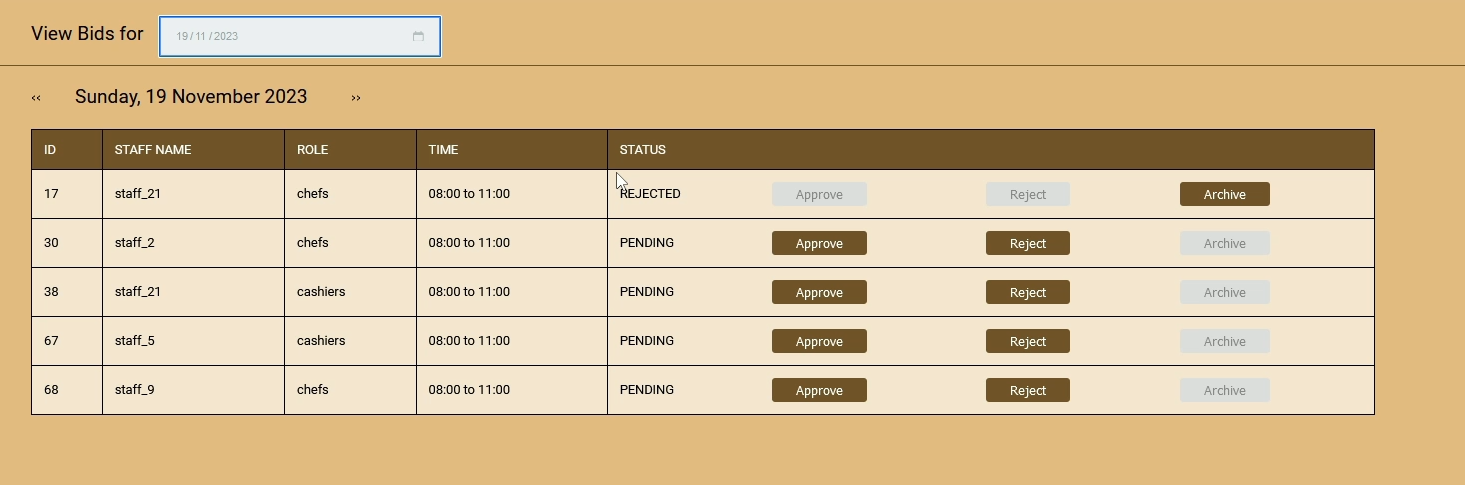 View Bids for 19 / 11 / 2023
‹‹ Sunday, 19 November 2023 ››
ID STAFF NAME ROLE TIME STATUS
17 staff_21 chefs 08:00 to 11:00 REJECTED Approve Reject Archive
30 staff_2 chefs 08:00 to 11:00 PENDING Approve Reject Archive
38 staff_21 cashiers 08:00 to 11:00 PENDING Approve Reject Archive
67 staff_5 cashiers 08:00 to 11:00 PENDING Approve Reject Archive
68 staff_9 chefs 08:00 to 11:00 PENDING Approve Reject Archive